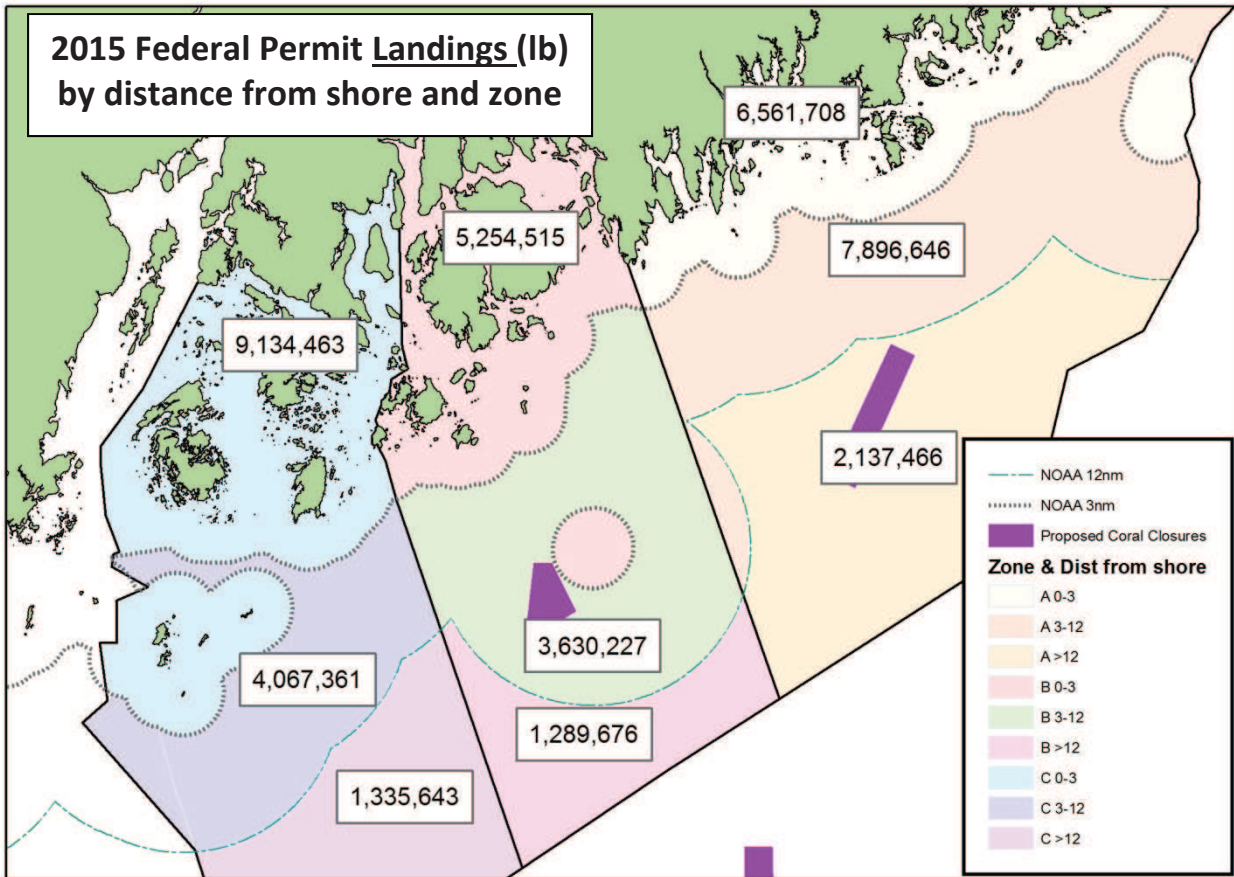 2015 Federal Permit Landings (lb)
by distance from shore and zone
6,561,708
5,254,515
7,896,646
9,134,463
2,137,466
3,630,227
4,067,361
1,289,676
1,335,643
NOAA 12nm
NOAA 3nm
Proposed Coral Closures
Zone & Dist from shore
A 0-3
A 3-12
A >12
B 0-3
B 3-12
B >12
C 0-3
C 3-12
C >12